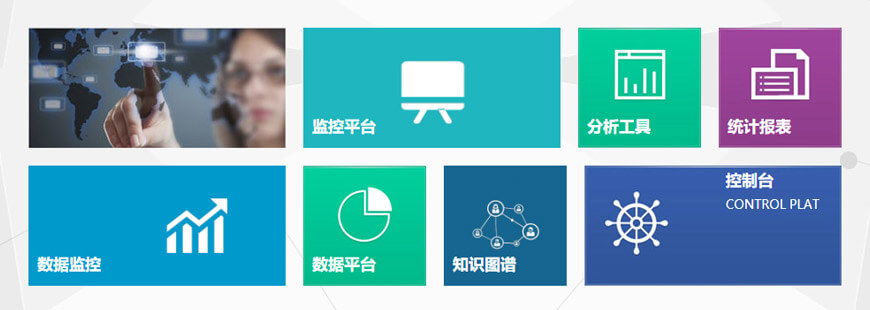 监控平台
分析工具
统计报表
数据监控
数据平台
知识图谱
控制台
CONTROL PLAT